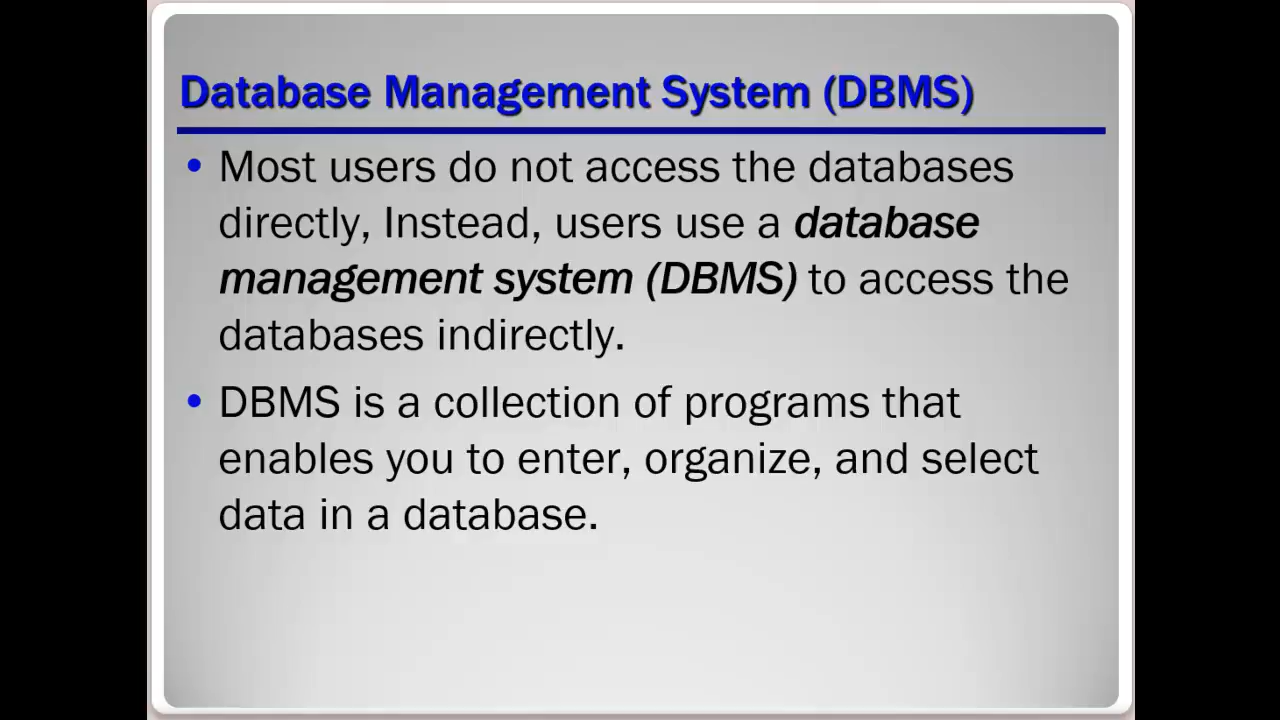 Database Management System (DBMS)
• Most users do not access the databases
directly, Instead, users use a database
management system (DBMS) to access the
databases indirectly.
• DBMS is a collection of programs that
enables you to enter, organize, and select
data in a database.